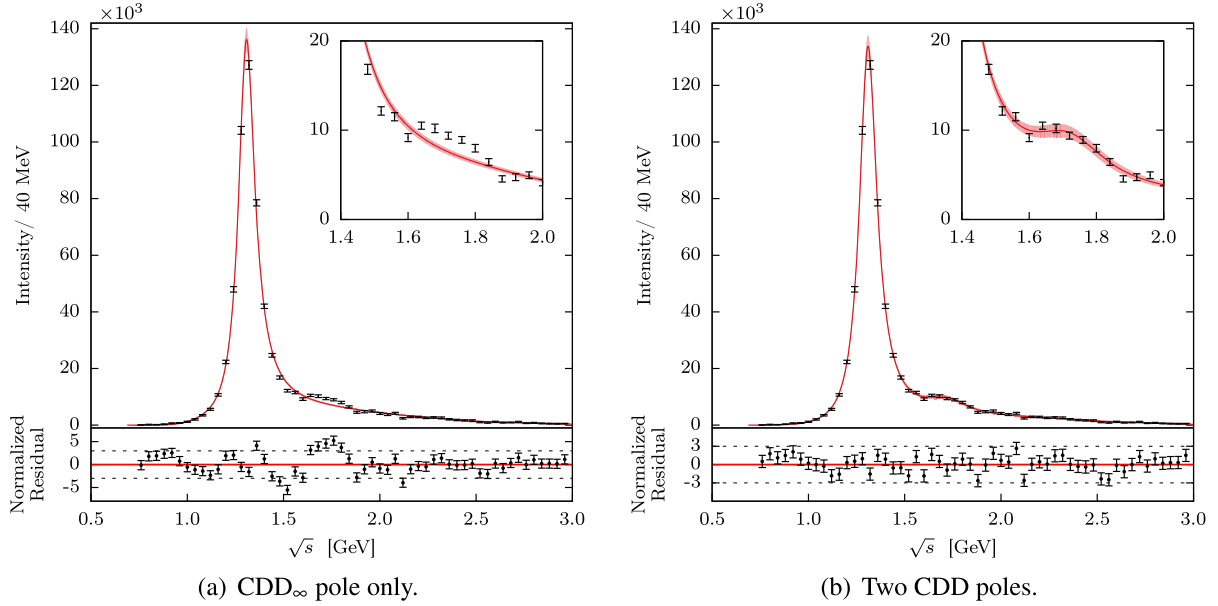 ×10³
140
120
100
80
60
40
20
0
Intensity/ 40 MeV
20
10
0
1.4 1.6 1.8 2.0
5
0
-5
Normalized
Residual
0.5 1.0 1.5 2.0 2.5 3.0
√s [GeV]
(a) CDD∞ pole only.
×10³
140
120
100
80
60
40
20
0
Intensity/ 40 MeV
20
10
0
1.4 1.6 1.8 2.0
3
0
-3
Normalized
Residual
0.5 1.0 1.5 2.0 2.5 3.0
√s [GeV]
(b) Two CDD poles.